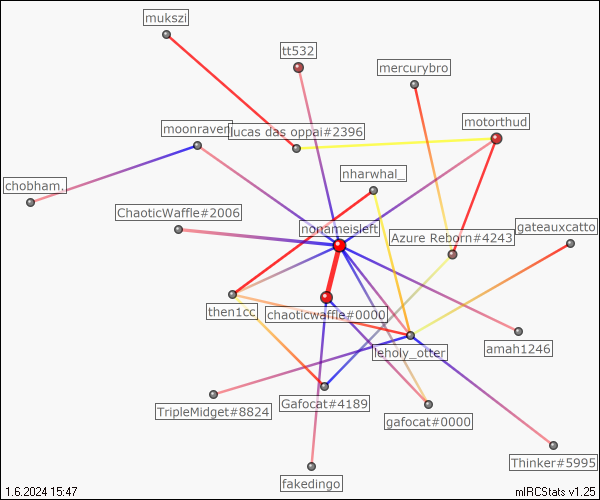 mukszi
tt532
mercurybro
motorthud
moonraven
lucas das oppai#2396
nharwhal_
chobham.
ChaoticWaffle#2006
nonameisleft
gateauxcatto
Azure Reborn#4243
then1cc
chaoticwaffle#0000
leholy_otter
amah1246
TripleMidget#8824
Gafocat#4189
gafocat#0000
Thinker#5995
fakedingo
1.6.2024 15:47
mIRCStats v1.25